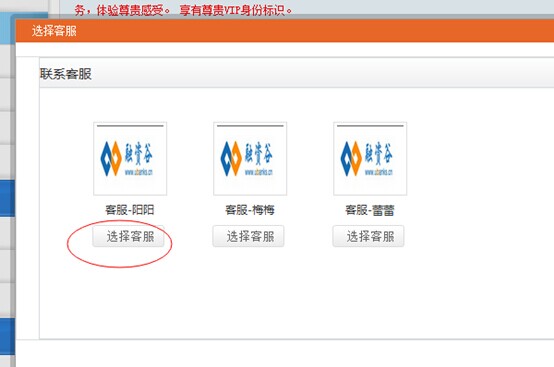 务，体验尊贵感受。 享有尊贵VIP身份标识。
选择客服
联系客服
融资谷 融资谷 融资谷
www.utanke.cn www.utanke.cn www.utanke.cn
客服-阳阳 客服-梅梅 客服-蕾蕾
选择客服 选择客服 选择客服